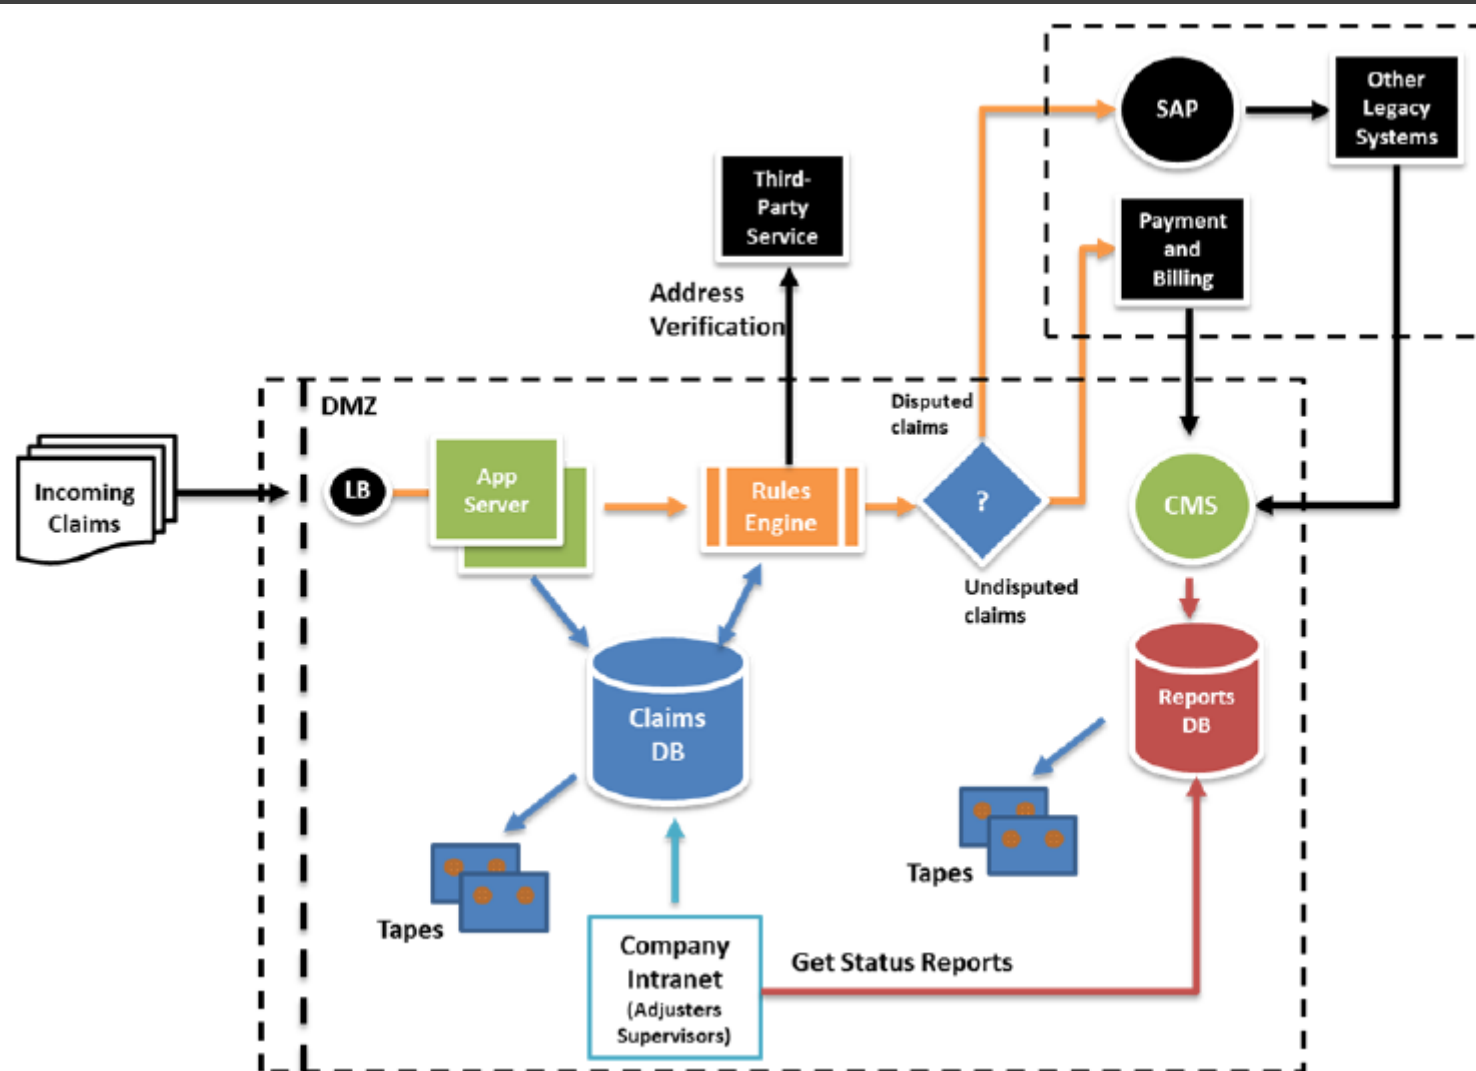 SAP
Other
Legacy
Systems
Third-
Party
Service
Payment
and
Billing
Address
Verification
DMZ
Disputed
claims
Incoming
Claims
LB
App
Server
Rules
Engine
?
CMS
Undisputed
claims
Claims
DB
Reports
DB
Tapes
Tapes
Company
Intranet
(Adjusters
Supervisors)
Get Status Reports